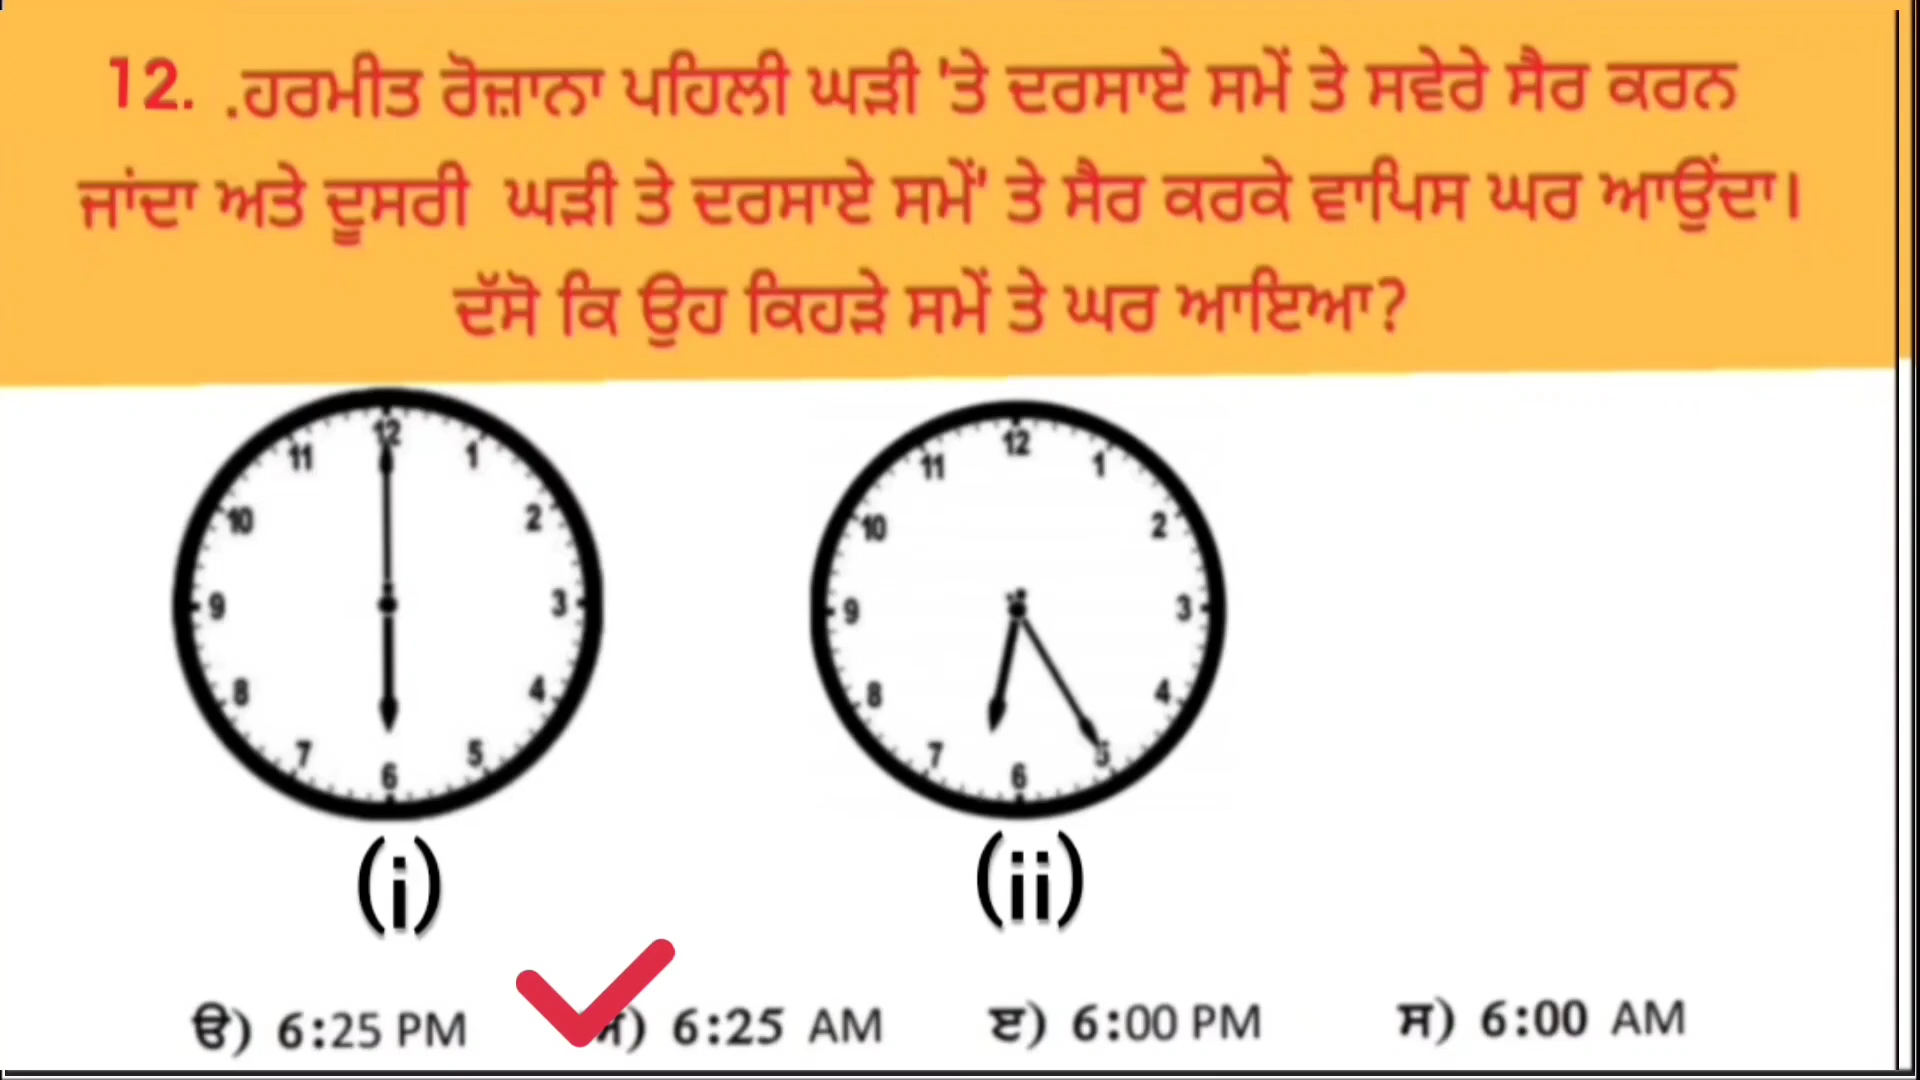 12. .ਹਰਮੀਤ ਰੋਜ਼ਾਨਾ ਪਹਿਲੀ ਘੜੀ 'ਤੇ ਦਰਸਾਏ ਸਮੇਂ ਤੇ ਸਵੇਰੇ ਸੈਰ ਕਰਨ
ਜਾਂਦਾ ਅਤੇ ਦੂਸਰੀ ਘੜੀ ਤੇ ਦਰਸਾਏ ਸਮੇਂ' ਤੇ ਸੈਰ ਕਰਕੇ ਵਾਪਿਸ ਘਰ ਆਉਂਦਾ।
ਦੱਸੋ ਕਿ ਉਹ ਕਿਹੜੇ ਸਮੇਂ ਤੇ ਘਰ ਆਇਆ?
12 1 2 3 4 5 6 7 8 9 10 11
12 1 2 3 4 5 6 7 8 9 10 11
(i) (ii)
ੳ) 6:25 PM ਅ) 6:25 AM ੲ) 6:00 PM ਸ) 6:00 AM